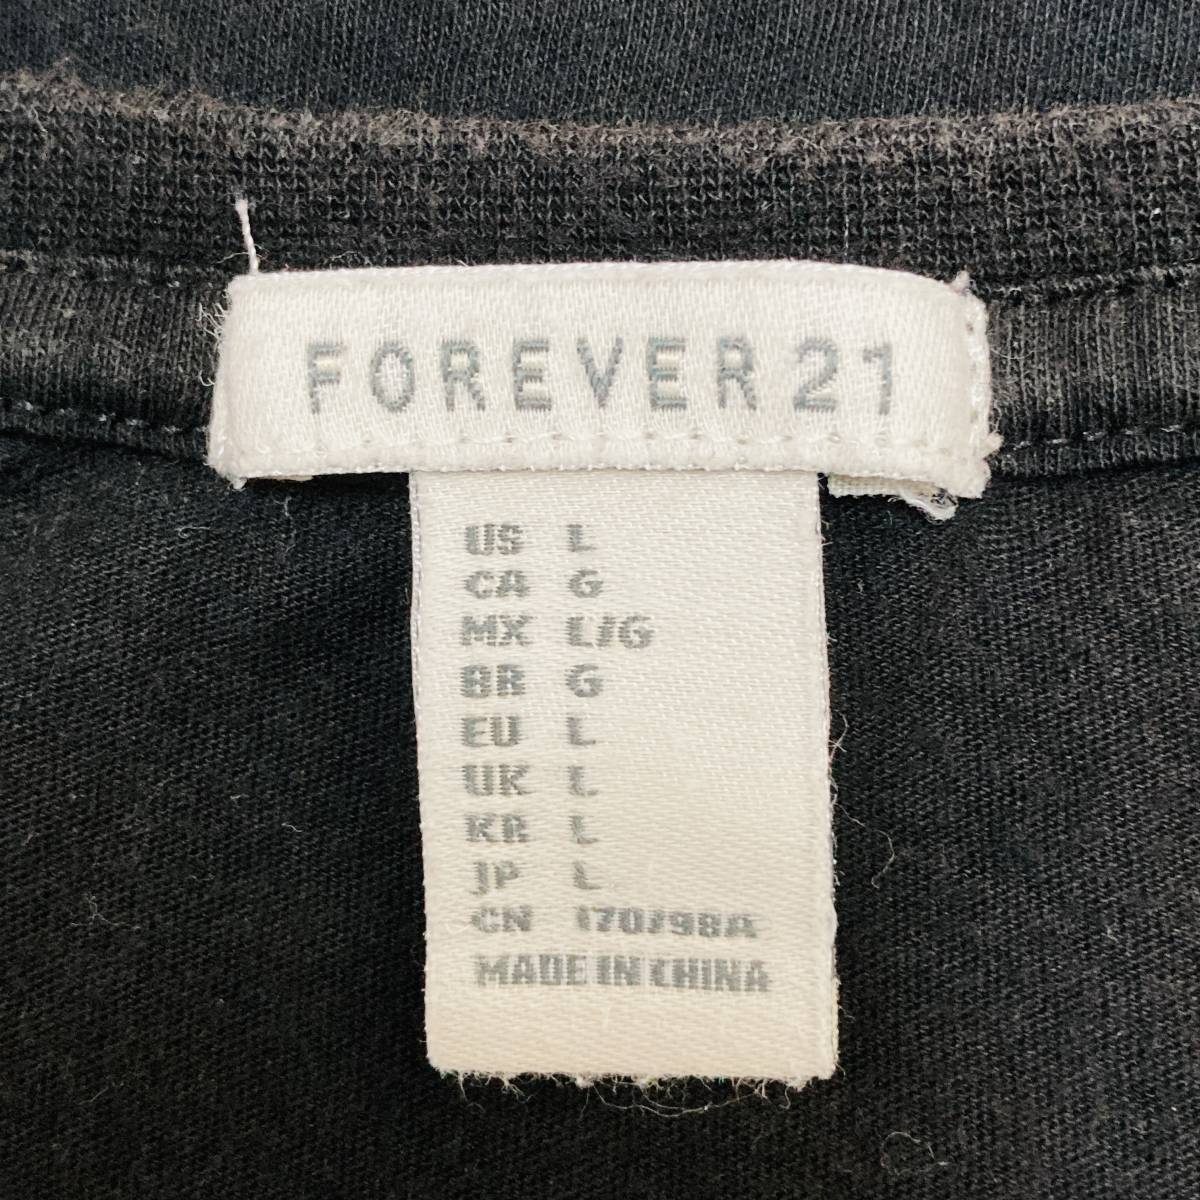 FOREVER 21
US L
CA G
MX L/G
BR G
EU L
UK L
KR L
JP L
CN 170/98A
MADE IN CHINA